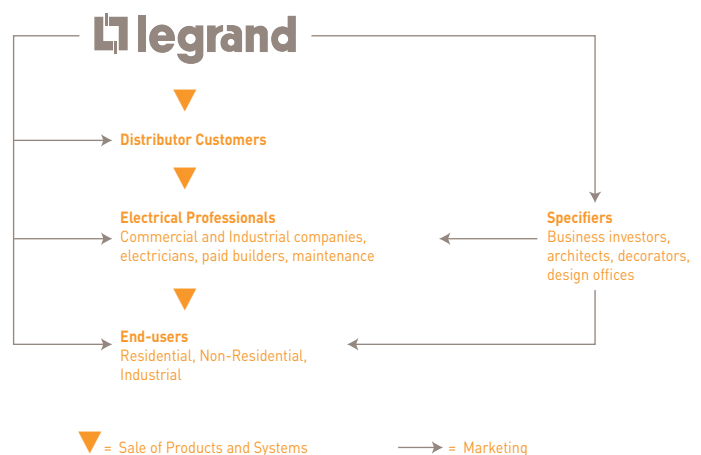 legrand
Distributor Customers
Electrical Professionals
Commercial and Industrial companies,
electricians, paid builders, maintenance
Specifiers
Business investors,
architects, decorators,
design offices
End-users
Residential, Non-Residential,
Industrial
= Sale of Products and Systems
= Marketing